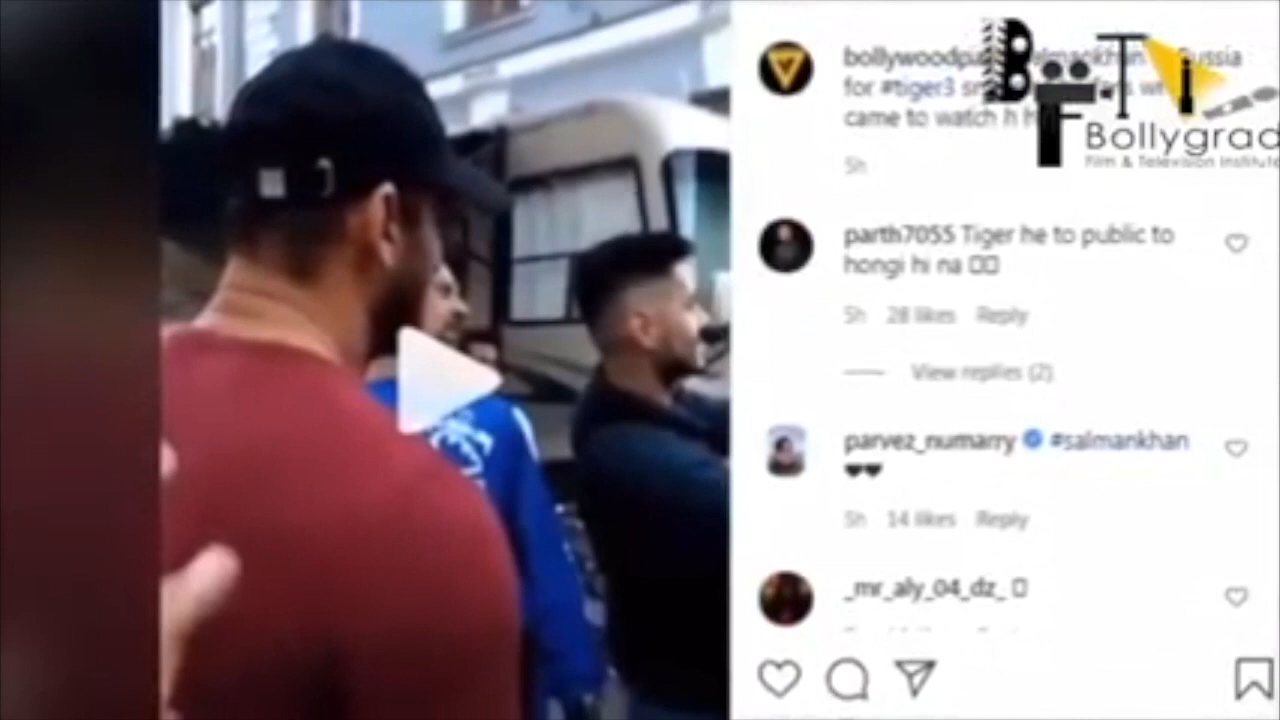 for #tiger3
came to watch h h
5h
parth7055 Tiger he to public to
hongi hi na
5h 28 likes Reply
View replies (2)
parvez_numarry #salmankhan
5h 14 likes Reply
_mr_aly_04_dz_
B T i
F
Bollygrad
Film & Television Institute